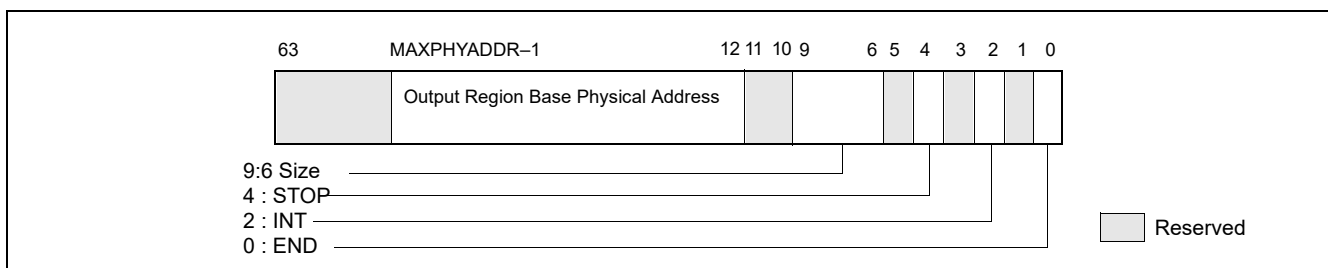 63 MAXPHYADDR–1 12 11 10 9 6 5 4 3 2 1 0
Output Region Base Physical Address
9:6 Size
4 : STOP
2 : INT
0 : END
Reserved